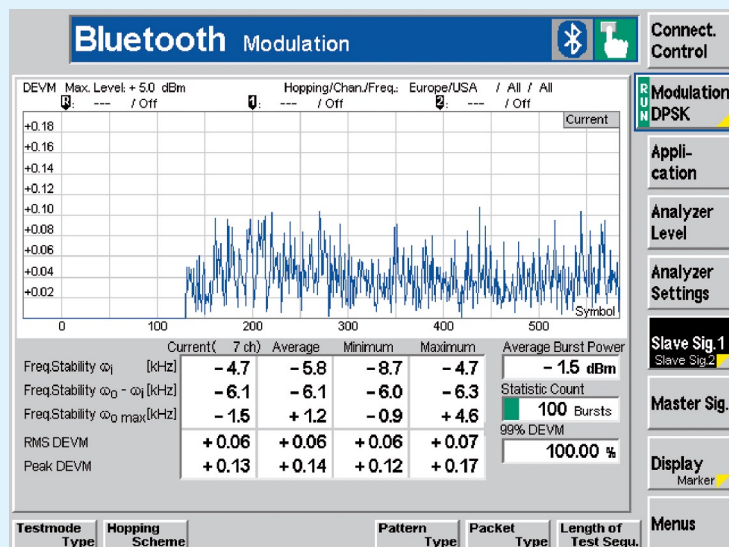 Bluetooth Modulation
Connect. Control
DEVM Max. Level: + 5.0 dBm Hopping/Chan./Freq.: Europe/USA / All / All
R: --- / Off 1: --- / Off 2: --- / Off
RUN
Modulation DPSK
Current
+0.18
+0.16
+0.14
+0.12
+0.10
+0.08
+0.06
+0.04
+0.02
Symbol
0 100 200 300 400 500
Appli-cation
Analyzer Level
Analyzer Settings
Slave Sig.1
Slave Sig.2
Master Sig.
Display
Marker
Menus
Current( 7 ch) Average Minimum Maximum
Freq.Stability ωi [kHz] - 4.7 - 5.8 - 8.7 - 4.7
Freq.Stability ω0 - ωi [kHz] - 6.1 - 6.1 - 6.0 - 6.3
Freq.Stability ω0 max [kHz] - 1.5 + 1.2 - 0.9 + 4.6
RMS DEVM + 0.06 + 0.06 + 0.06 + 0.07
Peak DEVM + 0.13 + 0.14 + 0.12 + 0.17
Average Burst Power
- 1.5 dBm
Statistic Count
100 Bursts
99% DEVM
100.00 %
Testmode Type
Hopping Scheme
Pattern Type
Packet Type
Length of Test Sequ.